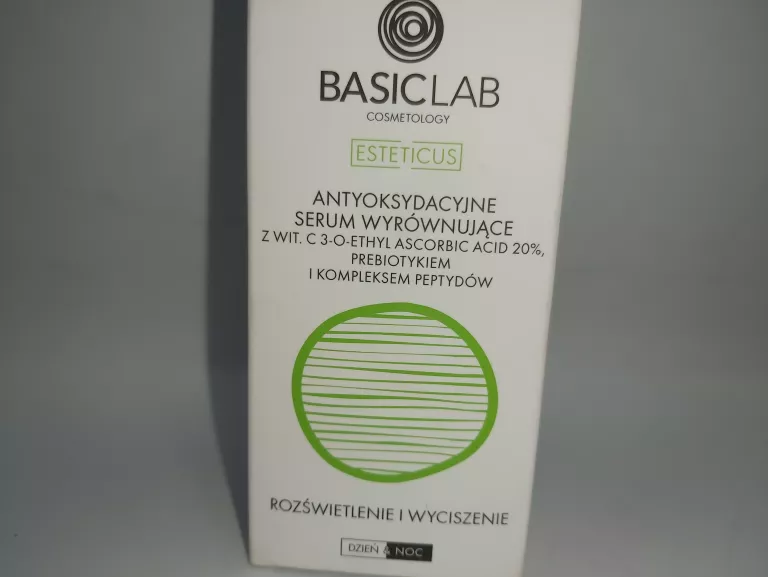 BASICLAB
COSMETOLOGY
ESTETICUS
ANTYOKSYDACYJNE
SERUM WYRÓWNUJĄCE
Z WIT. C 3-O-ETHYL ASCORBIC ACID 20%,
PREBIOTYKIEM
I KOMPLEKSEM PEPTYDÓW
ROZŚWIETLENIE I WYCISZENIE
DZIEŃ & NOC